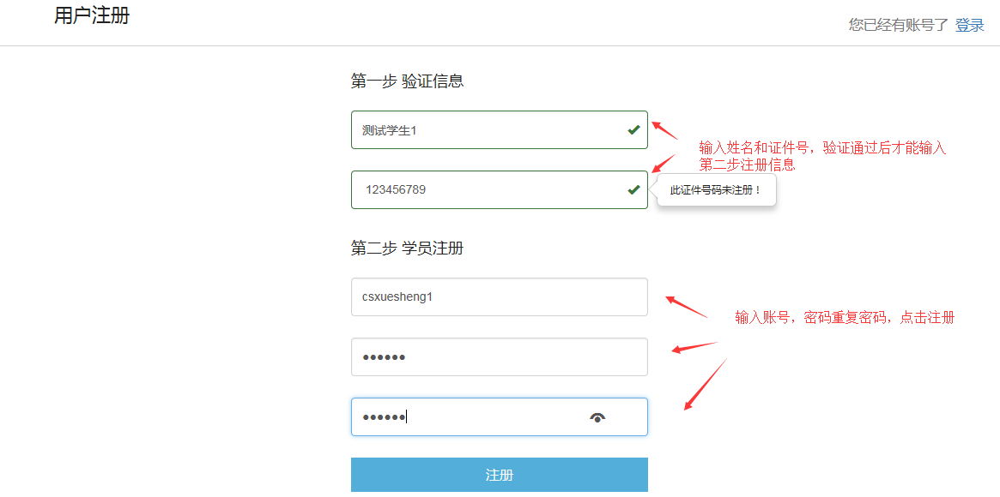 用户注册
您已经有账号了 登录
第一步 验证信息
测试学生1
输入姓名和证件号，验证通过后才能输入
第二步注册信息
123456789
此证件号码未注册！
第二步 学员注册
csxuesheng1
输入账号，密码重复密码，点击注册
●●●●●●
●●●●●●
注册